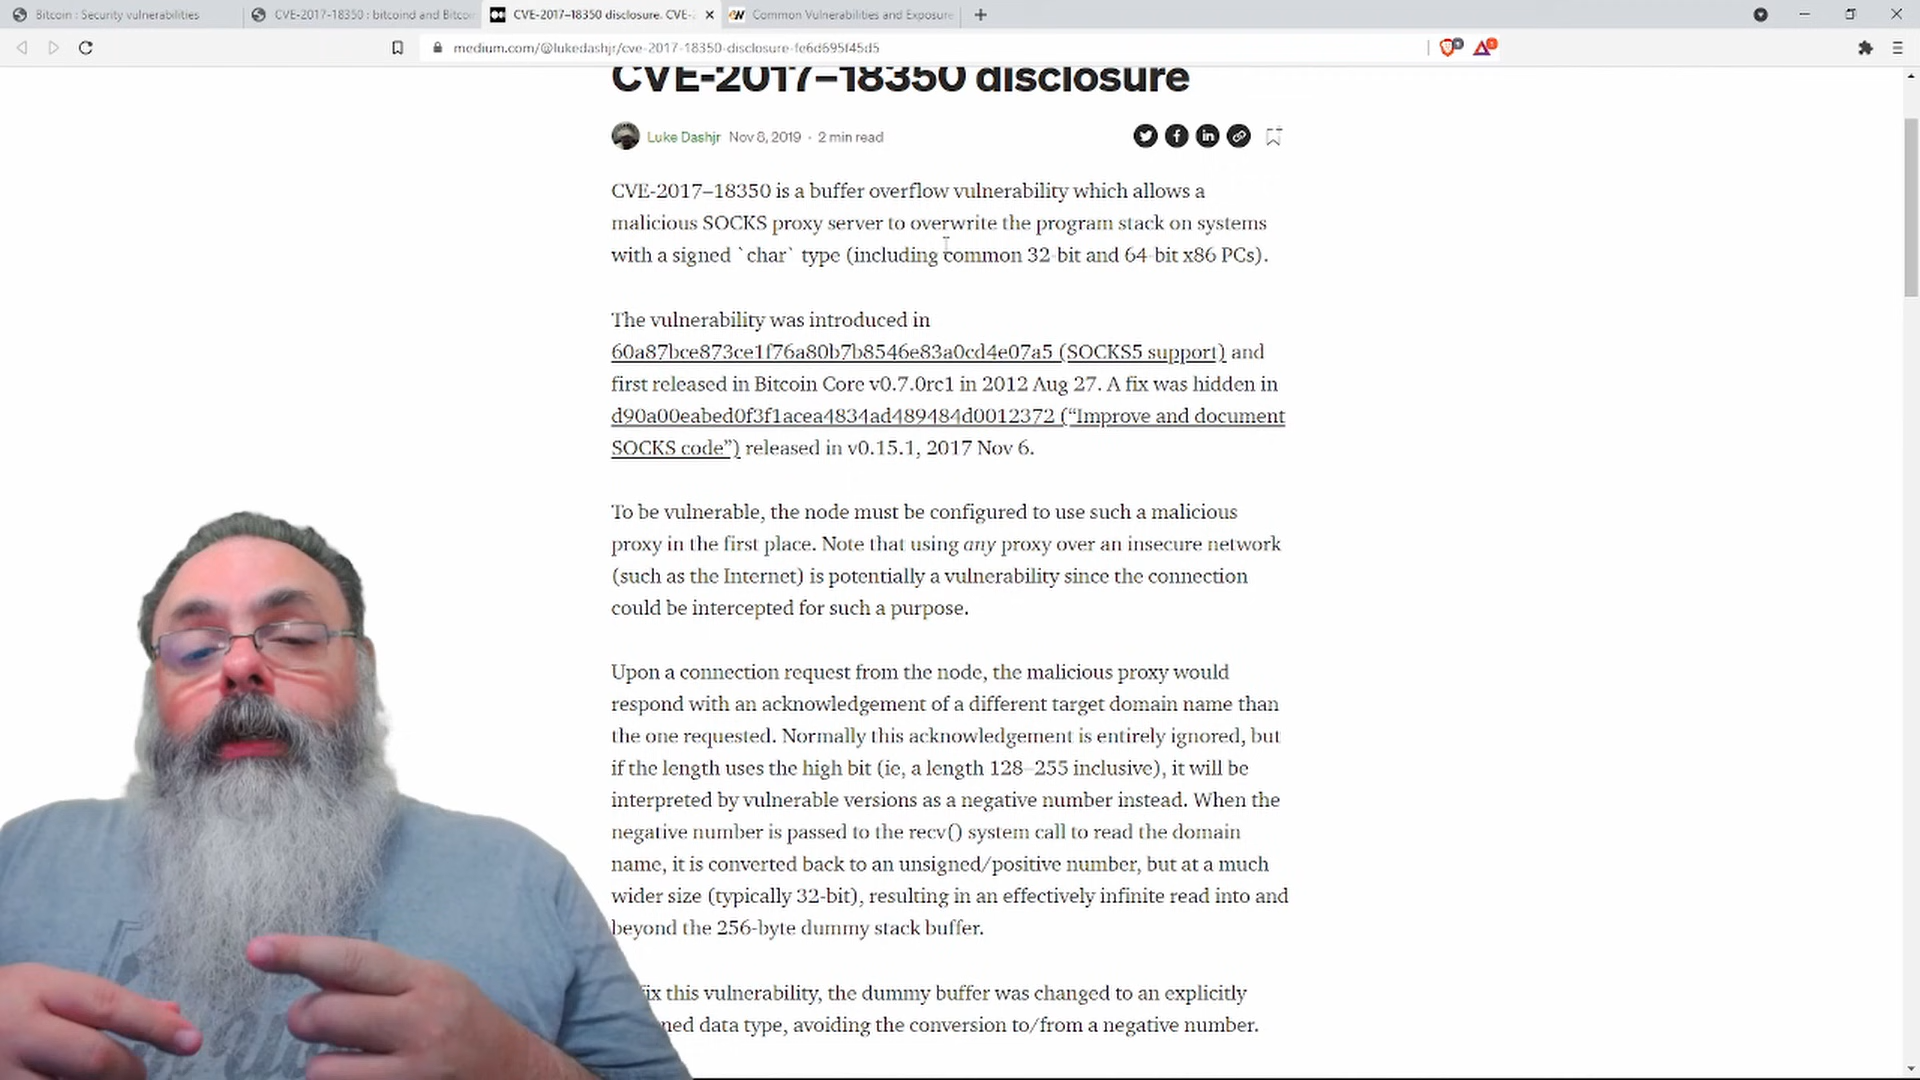 Bitcoin : Security vulnerabilities
CVE-2017-18350 : bitcoind and Bitcoi
CVE-2017–18350 disclosure. CVE-
Common Vulnerabilities and Exposure
medium.com/@lukedashjr/cve-2017-18350-disclosure-fe6d695f45d5
CVE-2017–18350 disclosure
Luke Dashjr Nov 8, 2019 · 2 min read
CVE-2017–18350 is a buffer overflow vulnerability which allows a
malicious SOCKS proxy server to overwrite the program stack on systems
with a signed `char` type (including common 32-bit and 64-bit x86 PCs).
The vulnerability was introduced in
60a87bce873ce1f76a80b7b8546e83a0cd4e07a5 (SOCKS5 support) and
first released in Bitcoin Core v0.7.0rc1 in 2012 Aug 27. A fix was hidden in
d90a00eabed0f3f1acea4834ad489484d0012372 (“Improve and document
SOCKS code”) released in v0.15.1, 2017 Nov 6.
To be vulnerable, the node must be configured to use such a malicious
proxy in the first place. Note that using any proxy over an insecure network
(such as the Internet) is potentially a vulnerability since the connection
could be intercepted for such a purpose.
Upon a connection request from the node, the malicious proxy would
respond with an acknowledgement of a different target domain name than
the one requested. Normally this acknowledgement is entirely ignored, but
if the length uses the high bit (ie, a length 128–255 inclusive), it will be
interpreted by vulnerable versions as a negative number instead. When the
negative number is passed to the recv() system call to read the domain
name, it is converted back to an unsigned/positive number, but at a much
wider size (typically 32-bit), resulting in an effectively infinite read into and
beyond the 256-byte dummy stack buffer.
fix this vulnerability, the dummy buffer was changed to an explicitly
ned data type, avoiding the conversion to/from a negative number.